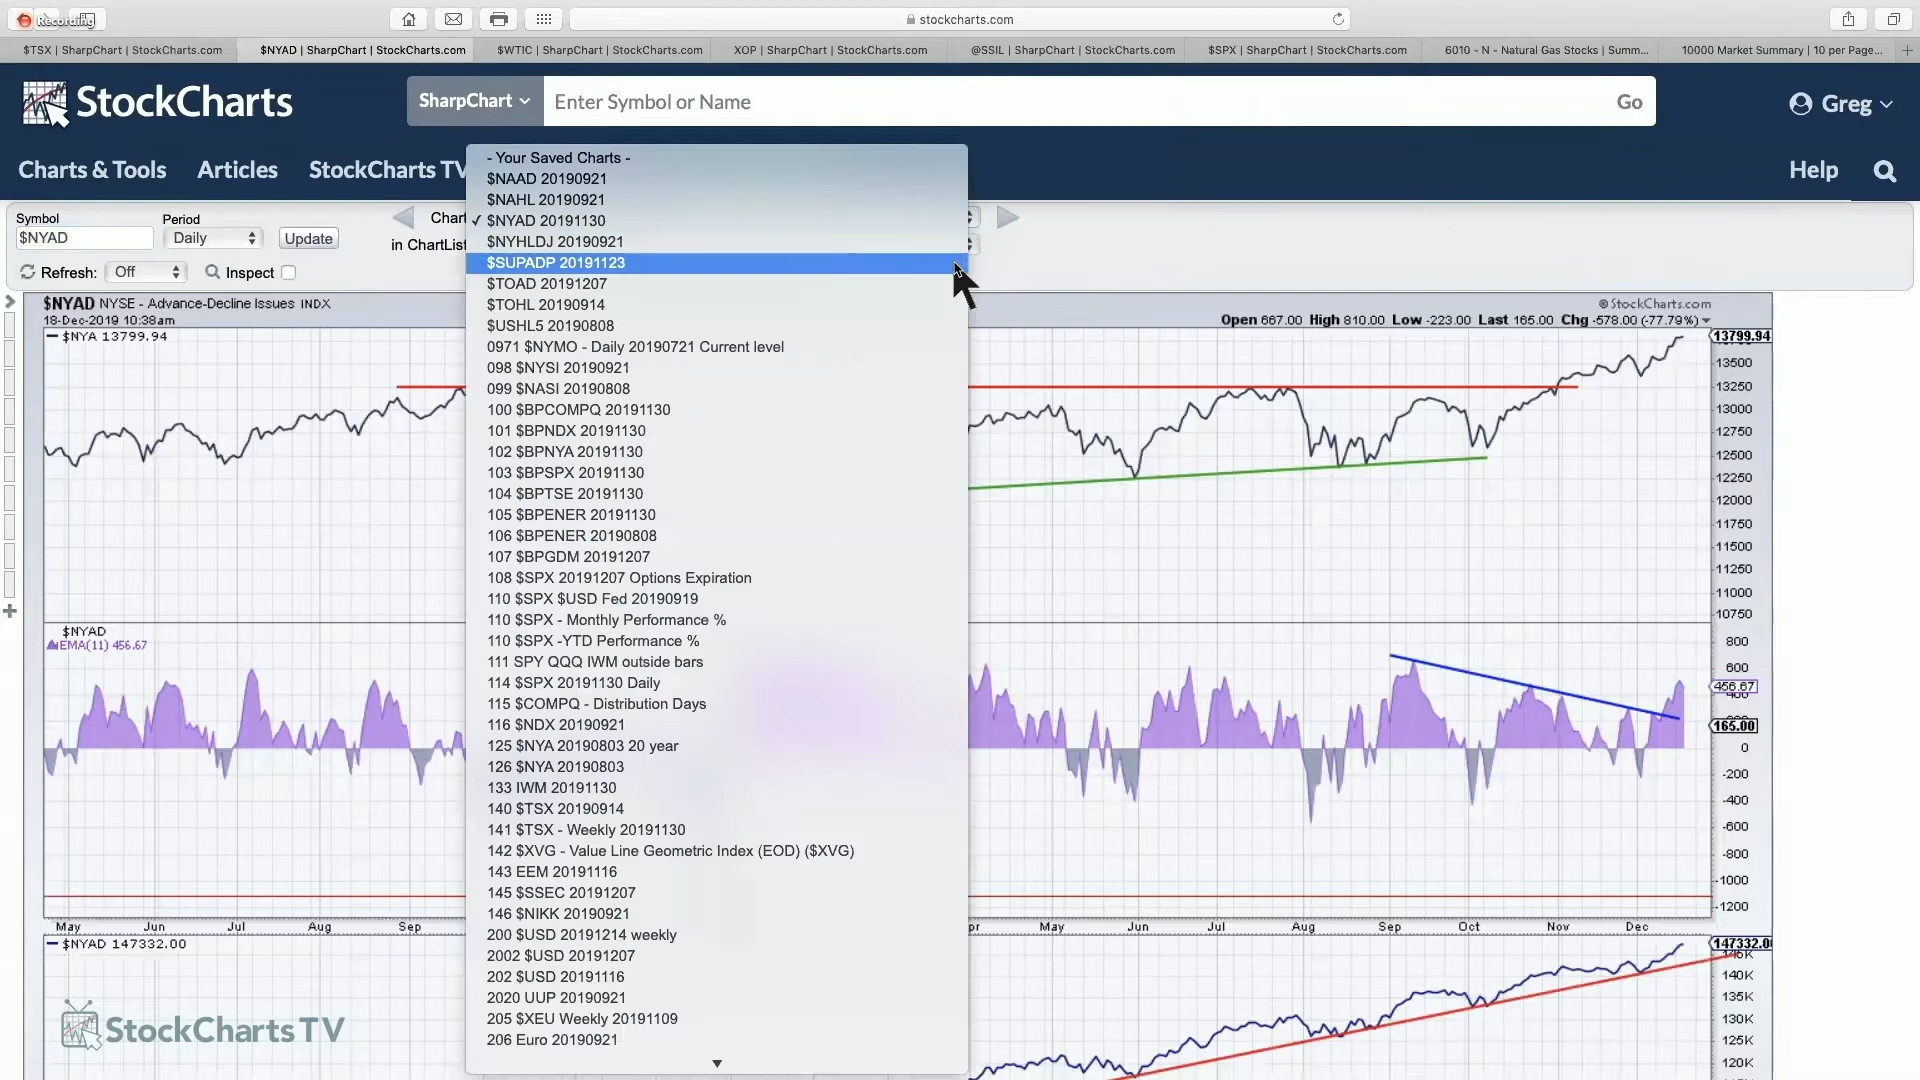 Recording
stockcharts.com
$TSX | SharpChart | StockCharts.com
$NYAD | SharpChart | StockCharts.com
$WTIC | SharpChart | StockCharts.com
XOP | SharpChart | StockCharts.com
@SSIL | SharpChart | StockCharts.com
$SPX | SharpChart | StockCharts.com
6010 - N - Natural Gas Stocks | Summ...
10000 Market Summary | 10 per Page...
StockCharts
SharpChart
Enter Symbol or Name
Go
Greg
Charts & Tools
Articles
StockCharts TV
Help
Symbol
$NYAD
Period
Daily
Update
Chart
in ChartList
Refresh: Off
Inspect
- Your Saved Charts -
$NAAD 20190921
$NAHL 20190921
✓ $NYAD 20191130
$NYHLDJ 20190921
$SUPADP 20191123
$TOAD 20191207
$TOHL 20190914
$USHL5 20190808
0971 $NYMO - Daily 20190721 Current level
098 $NYSI 20190921
099 $NASI 20190808
100 $BPCOMPQ 20191130
101 $BPNDX 20191130
102 $BPNYA 20191130
103 $BPSPX 20191130
104 $BPTSE 20191130
105 $BPENER 20191130
106 $BPENER 20190808
107 $BPGDM 20191207
108 $SPX 20191207 Options Expiration
110 $SPX $USD Fed 20190919
110 $SPX - Monthly Performance %
110 $SPX -YTD Performance %
111 SPY QQQ IWM outside bars
114 $SPX 20191130 Daily
115 $COMPQ - Distribution Days
116 $NDX 20190921
125 $NYA 20190803 20 year
126 $NYA 20190803
133 IWM 20191130
140 $TSX 20190914
141 $TSX - Weekly 20191130
142 $XVG - Value Line Geometric Index (EOD) ($XVG)
143 EEM 20191116
145 $SSEC 20191207
146 $NIKK 20190921
200 $USD 20191214 weekly
2002 $USD 20191207
202 $USD 20191116
2020 UUP 20190921
205 $XEU Weekly 20191109
206 Euro 20190921
$NYAD NYSE - Advance-Decline Issues INDX
© StockCharts.com
18-Dec-2019 10:38am
Open 667.00 High 810.00 Low -223.00 Last 165.00 Chg -578.00 (-77.79%)
$NYA 13799.94
13799.94
13500
13250
13000
12750
12500
12250
12000
11750
11500
11250
11000
10750
$NYAD
EMA(11) 456.67
800
600
456.67
400
165.00
0
-200
-400
-600
-800
-1000
-1200
May Jun Jul Aug Sep
May Jun Jul Aug Sep Oct Nov Dec
$NYAD 147332.00
147332.0
145K
140K
135K
130K
125K
120K
StockCharts TV